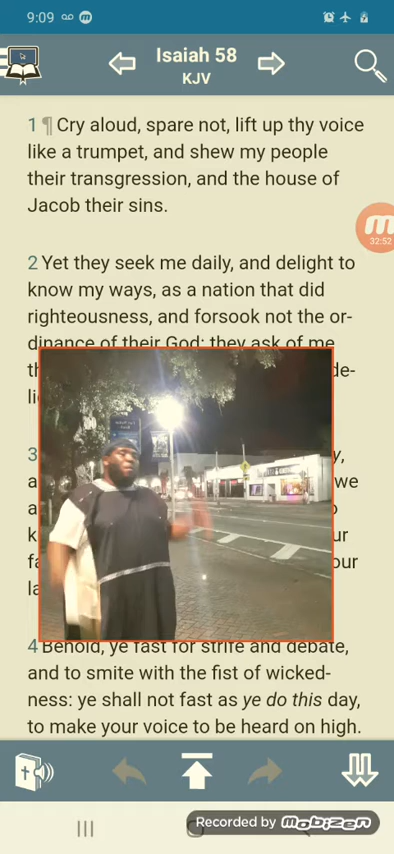 9:09
Isaiah 58
KJV
32:52
1 ¶ Cry aloud, spare not, lift up thy voice
like a trumpet, and shew my people
their transgression, and the house of
Jacob their sins.
2 Yet they seek me daily, and delight to
know my ways, as a nation that did
righteousness, and forsook not the or-
dinance of their God: they ask of me
th de-
li
3 y,
a we
a
k ur
fa our
la
4 Behold, ye fast for strife and debate,
and to smite with the fist of wicked-
ness: ye shall not fast as ye do this day,
to make your voice to be heard on high.
Recorded by mobizen